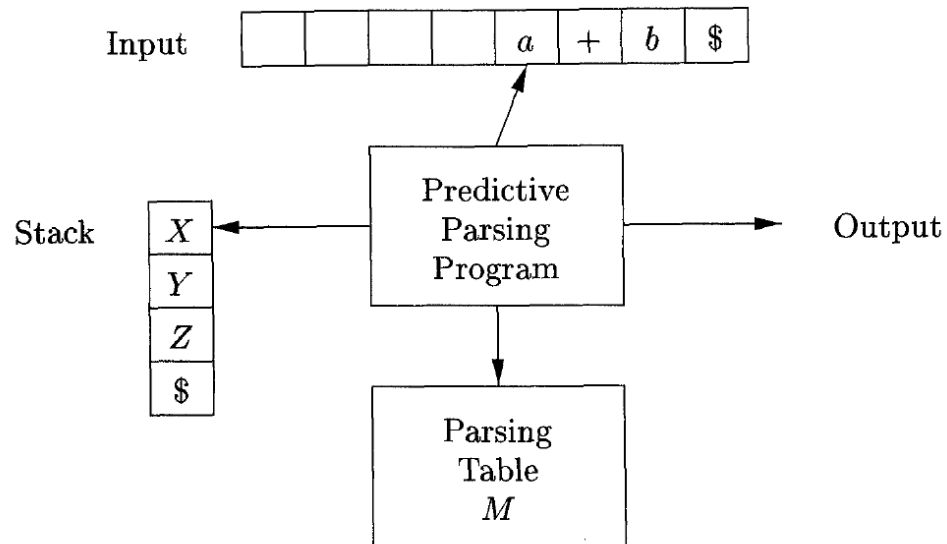 Input a + b $
Predictive
Parsing
Program
Stack X
Y
Z
$
Output
Parsing
Table
M